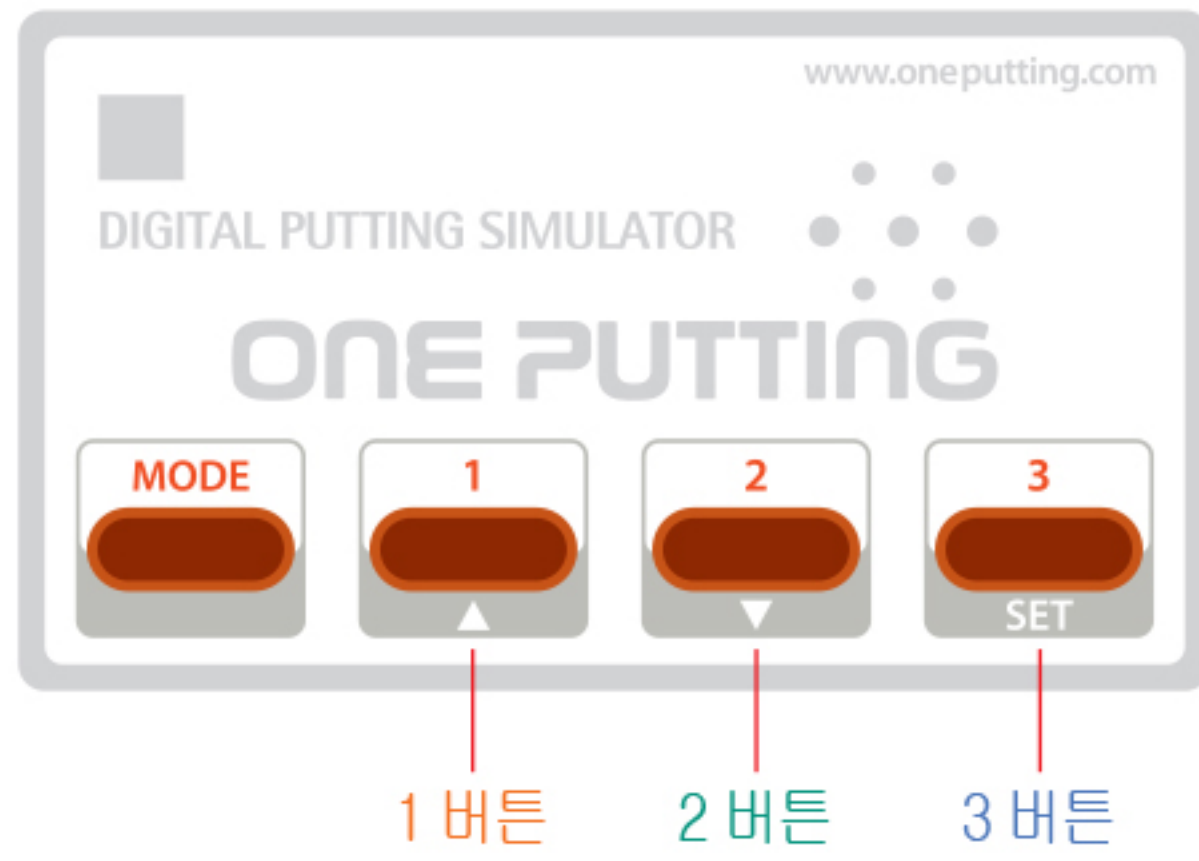 www.oneputting.com
DIGITAL PUTTING SIMULATOR
ONE PUTTING
MODE 1 2 3
▲ ▼ SET
1 버튼 2 버튼 3 버튼